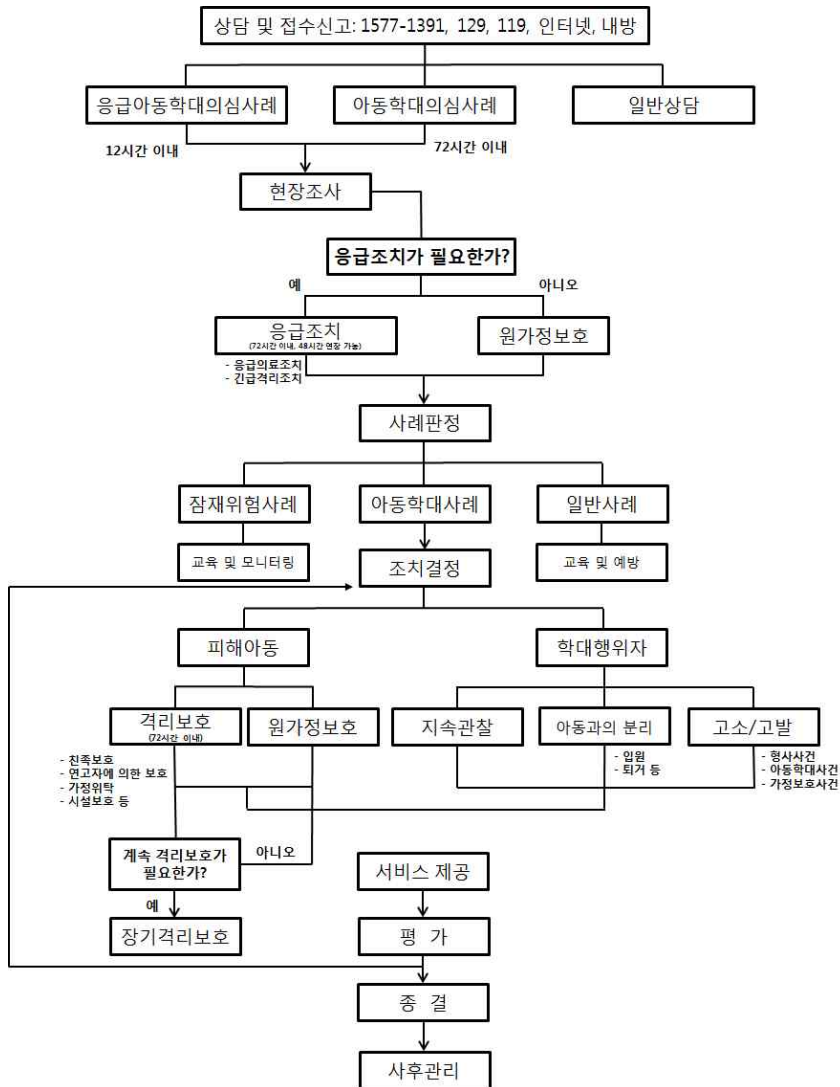 상담 및 접수신고: 1577-1391, 129, 119, 인터넷, 내방
응급아동학대의심사례
아동학대의심사례
일반상담
12시간 이내
72시간 이내
현장조사
응급조치가 필요한가?
예
아니오
응급조치
(72시간 이내, 48시간 연장 가능)
원가정보호
- 응급의료조치
- 긴급격리조치
사례판정
잠재위험사례
아동학대사례
일반사례
교육 및 모니터링
조치결정
교육 및 예방
피해아동
학대행위자
격리보호
(72시간 이내)
원가정보호
지속관찰
아동과의 분리
고소/고발
- 친족보호
- 연고자에 의한 보호
- 가정위탁
- 시설보호 등
- 입원
- 퇴거 등
- 형사사건
- 아동학대사건
- 가정보호사건
계속 격리보호가
필요한가?
아니오
서비스 제공
예
장기격리보호
평 가
종 결
사후관리